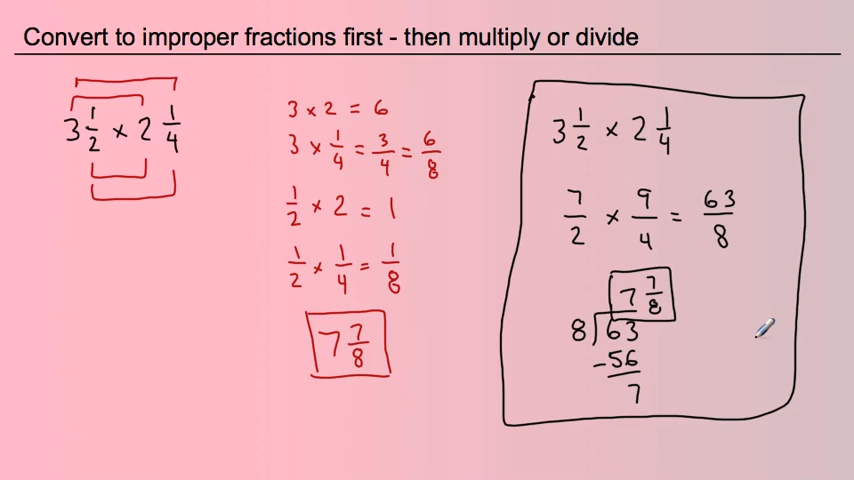 Convert to improper fractions first - then multiply or divide
3 1/2 × 2 1/4
3 × 2 = 6
3 × 1/4 = 3/4 = 6/8
1/2 × 2 = 1
1/2 × 1/4 = 1/8
7 7/8
3 1/2 × 2 1/4
7/2 × 9/4 = 63/8
7 7/8
8)63
-56
7